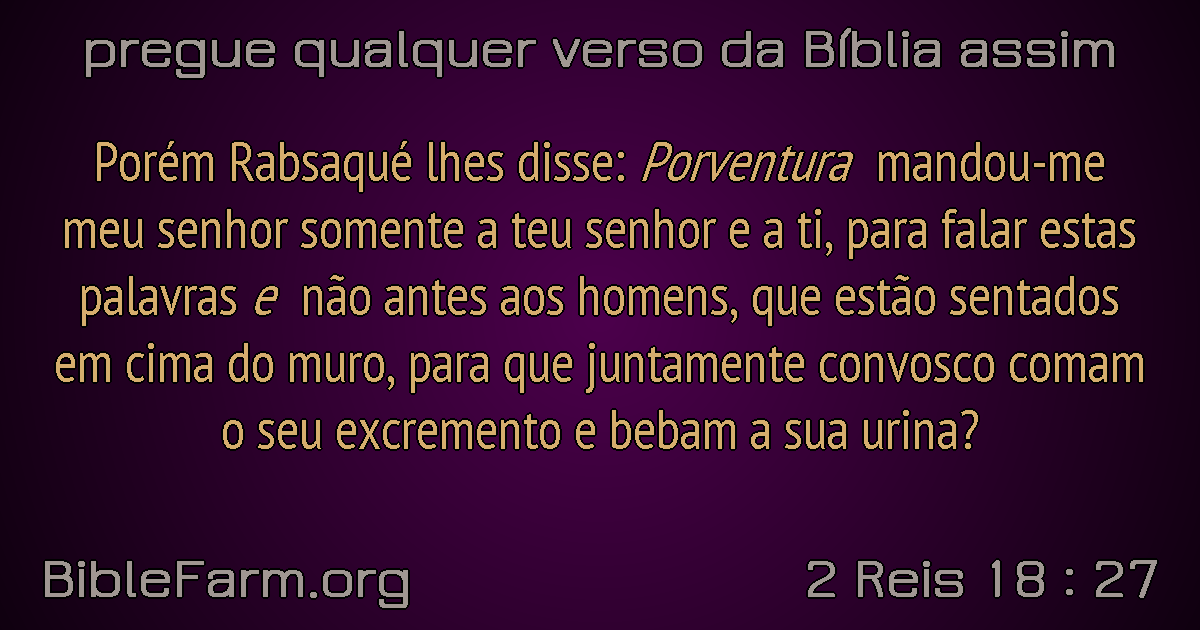 pregue qualquer verso da Bíblia assim
Porém Rabsaqué lhes disse: Porventura mandou-me
meu senhor somente a teu senhor e a ti, para falar estas
palavras e não antes aos homens, que estão sentados
em cima do muro, para que juntamente convosco comam
o seu excremento e bebam a sua urina?
BibleFarm.org
2 Reis 18 : 27